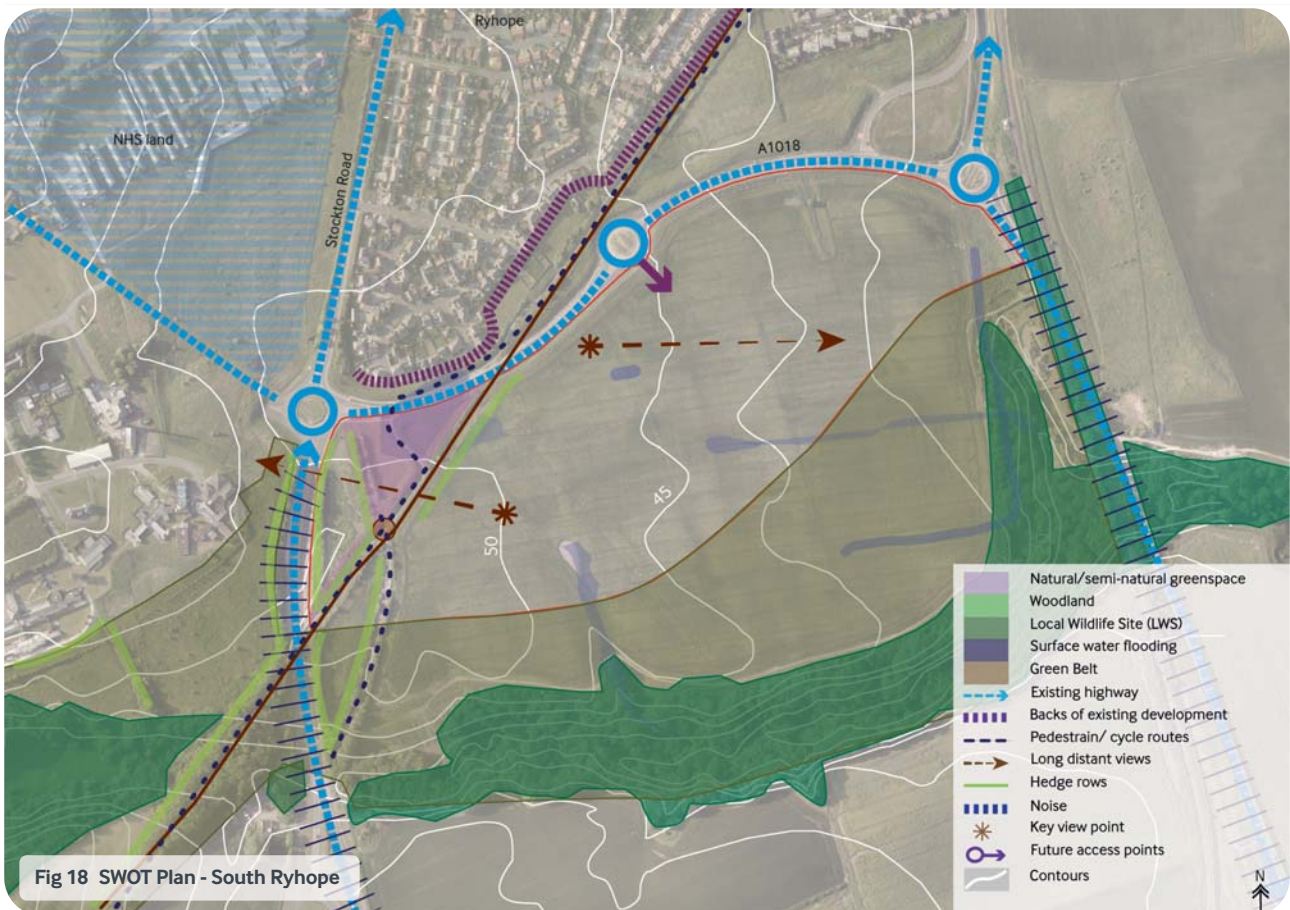 Ryhope
NHS land
Stockton Road
A1018
45
50
Natural/semi-natural greenspace
Woodland
Local Wildlife Site (LWS)
Surface water flooding
Green Belt
Existing highway
Backs of existing development
Pedestrain/ cycle routes
Long distant views
Hedge rows
Noise
Key view point
Future access points
Contours
N
Fig 18 SWOT Plan - South Ryhope